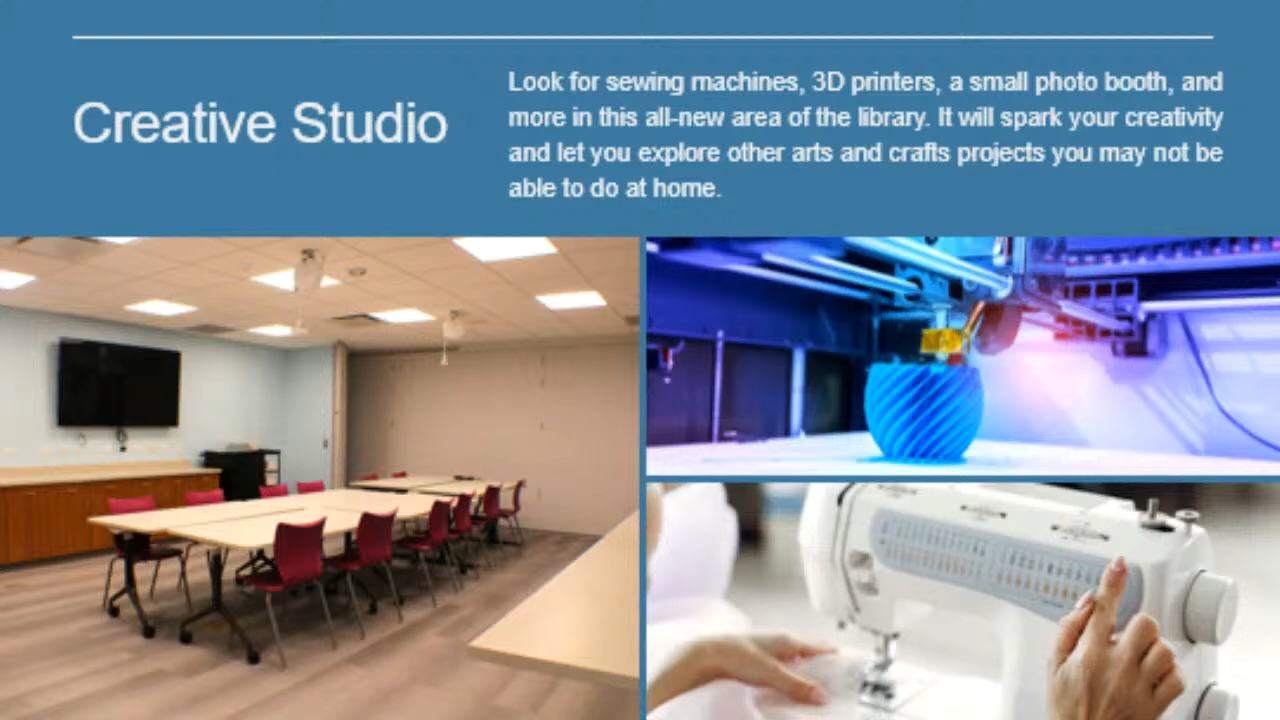 Creative Studio
Look for sewing machines, 3D printers, a small photo booth, and
more in this all-new area of the library. It will spark your creativity
and let you explore other arts and crafts projects you may not be
able to do at home.